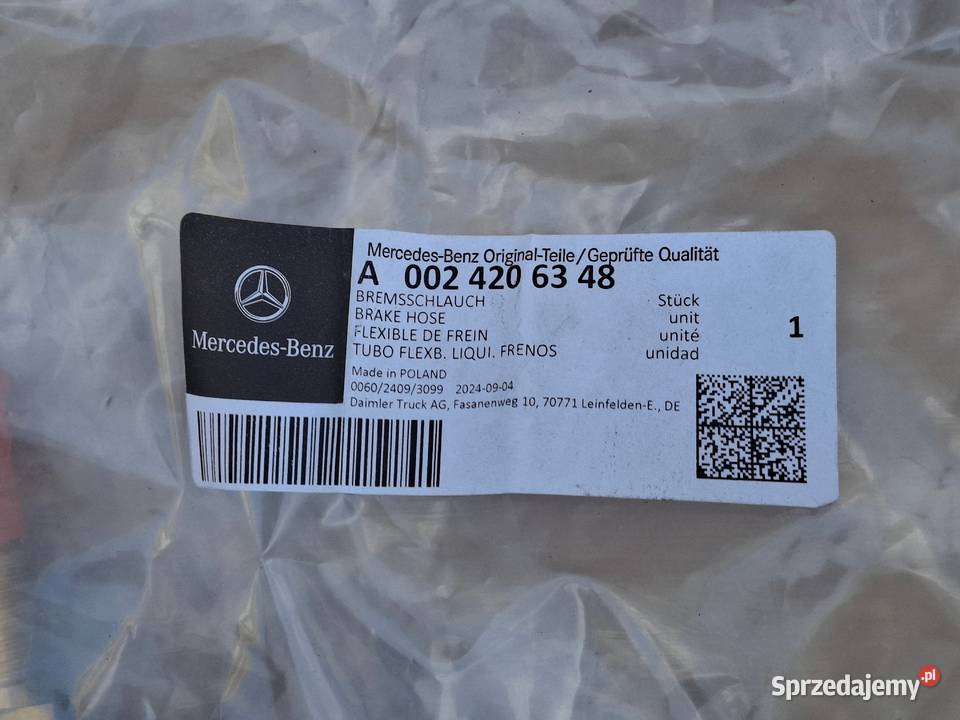 Mercedes-Benz
Mercedes-Benz Original-Teile/Geprüfte Qualität
A 002 420 63 48
BREMSSCHLAUCH Stück
BRAKE HOSE unit
FLEXIBLE DE FREIN unité
TUBO FLEXB. LIQUI. FRENOS unidad
1
Made in POLAND
0060/2409/3099 2024-09-04
Daimler Truck AG, Fasanenweg 10, 70771 Leinfelden-E., DE
Sprzedajemy.pl